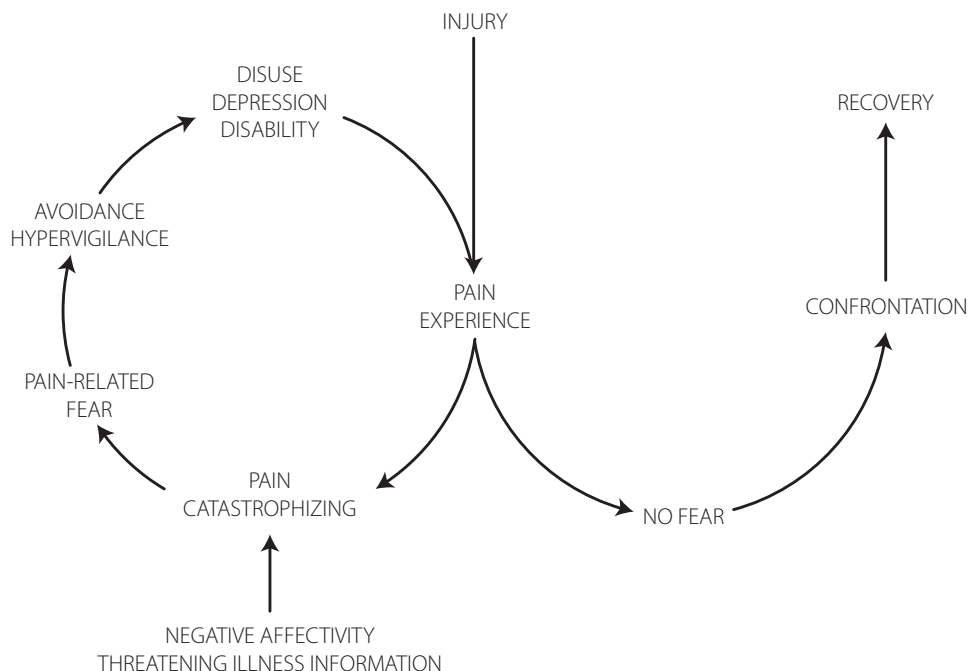 INJURY
DISUSE
DEPRESSION
DISABILITY
RECOVERY
AVOIDANCE
HYPERVIGILANCE
PAIN
EXPERIENCE
CONFRONTATION
PAIN-RELATED
FEAR
PAIN
CATASTROPHIZING
NO FEAR
NEGATIVE AFFECTIVITY
THREATENING ILLNESS INFORMATION